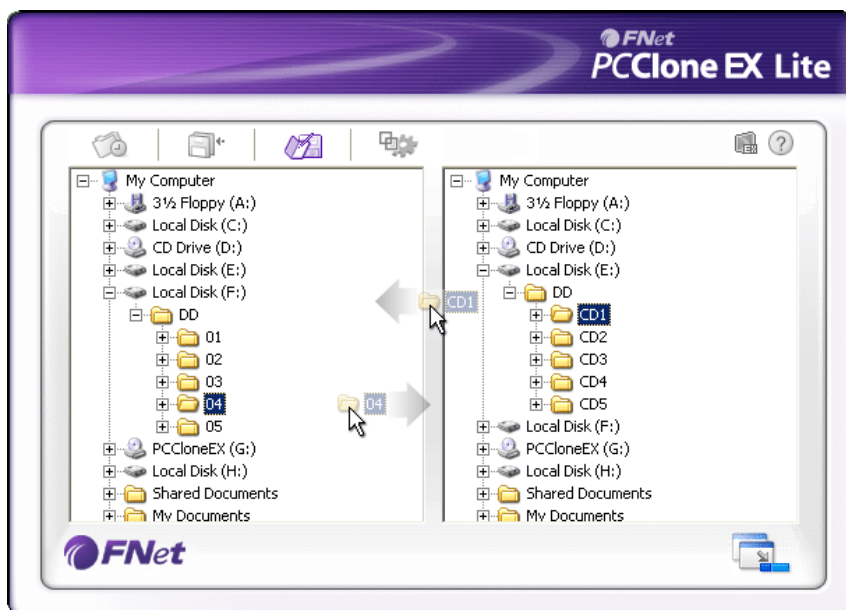 FNet
PCClone EX Lite
EX
?
My Computer
3½ Floppy (A:)
Local Disk (C:)
CD Drive (D:)
Local Disk (E:)
Local Disk (F:)
DD
01
02
03
04
05
PCCloneEX (G:)
Local Disk (H:)
Shared Documents
My Documents
CD1
04
My Computer
3½ Floppy (A:)
Local Disk (C:)
CD Drive (D:)
Local Disk (E:)
DD
CD1
CD2
CD3
CD4
CD5
Local Disk (F:)
PCCloneEX (G:)
Local Disk (H:)
Shared Documents
My Documents
FNet